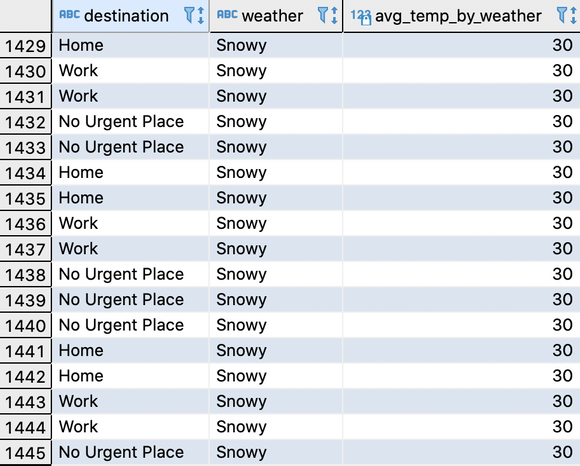 ABC destination ABC weather 123 avg_temp_by_weather
1429 Home Snowy 30
1430 Work Snowy 30
1431 Work Snowy 30
1432 No Urgent Place Snowy 30
1433 No Urgent Place Snowy 30
1434 Home Snowy 30
1435 Home Snowy 30
1436 Work Snowy 30
1437 Work Snowy 30
1438 No Urgent Place Snowy 30
1439 No Urgent Place Snowy 30
1440 No Urgent Place Snowy 30
1441 Home Snowy 30
1442 Home Snowy 30
1443 Work Snowy 30
1444 Work Snowy 30
1445 No Urgent Place Snowy 30